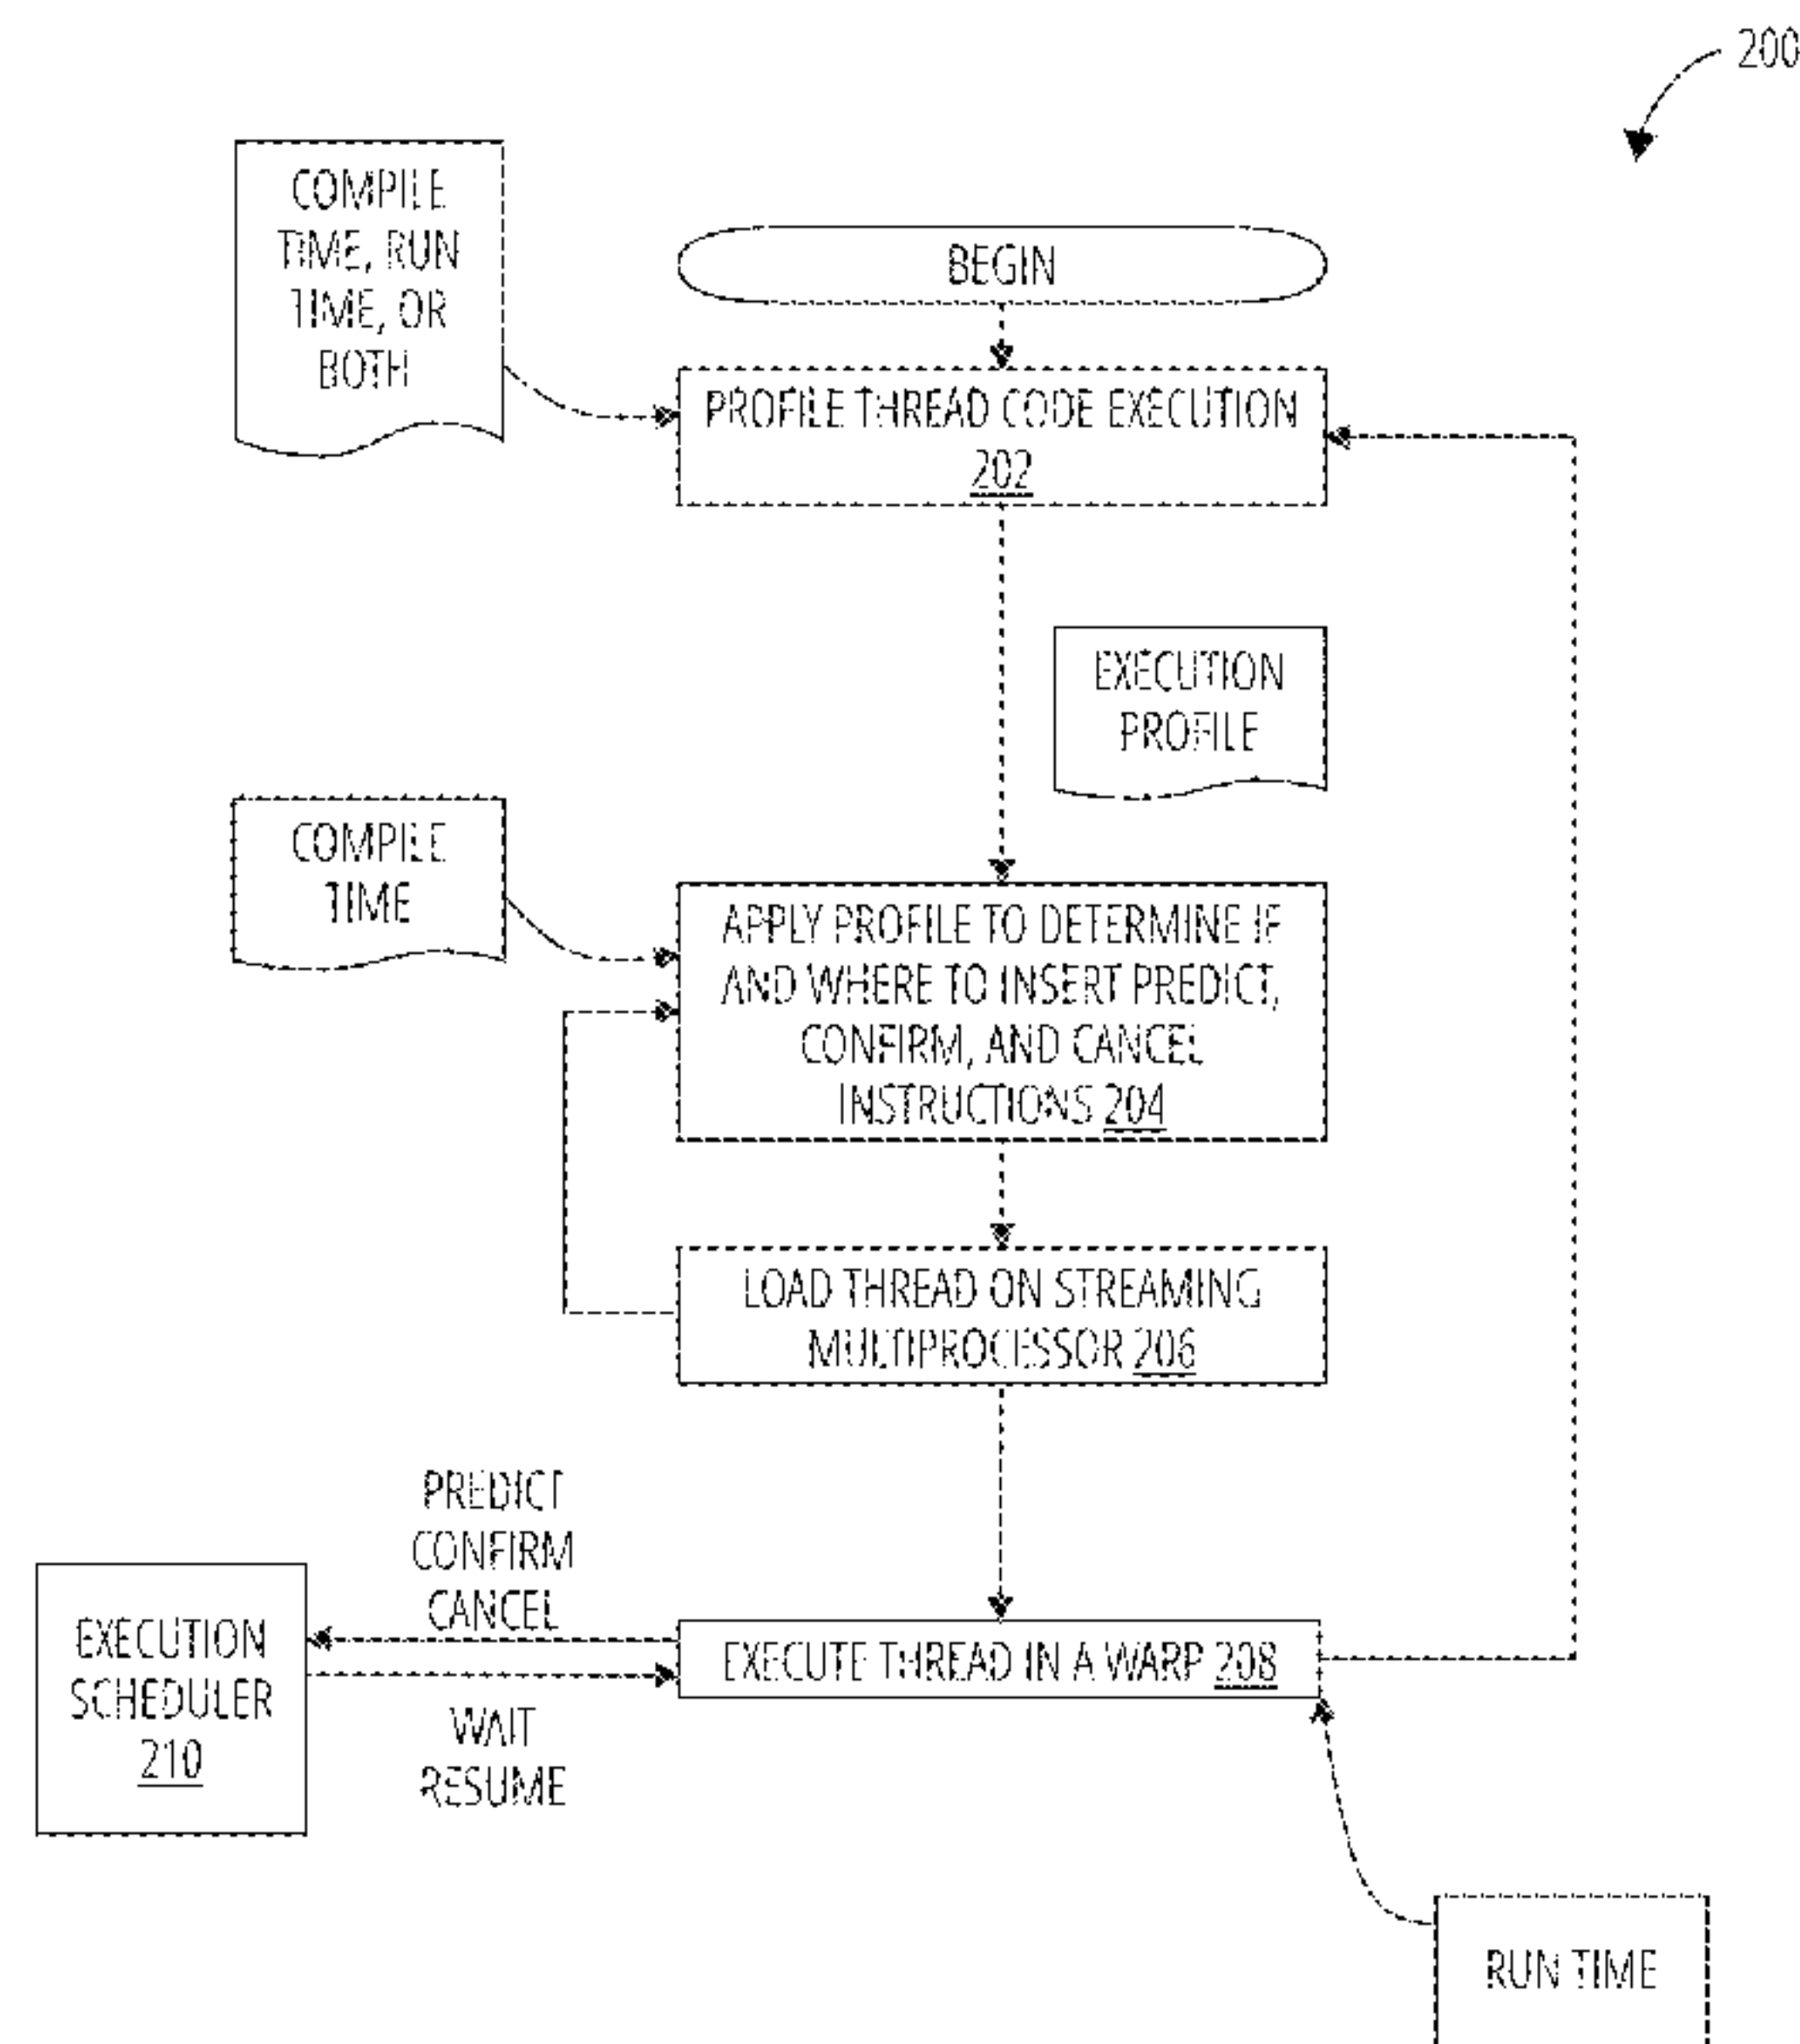 200
COMPILE
TIME, RUN
TIME, OR
BOTH
BEGIN
PROFILE THREAD CODE EXECUTION
202
EXECUTION
PROFILE
COMPILE
TIME
APPLY PROFILE TO DETERMINE IF
AND WHERE TO INSERT PREDICT,
CONFIRM, AND CANCEL
INSTRUCTIONS 204
LOAD THREAD ON STREAMING
MULTIPROCESSOR 206
PREDICT
CONFIRM
CANCEL
EXECUTION
SCHEDULER
210
EXECUTE THREAD IN A WARP 208
WAIT
RESUME
RUN TIME